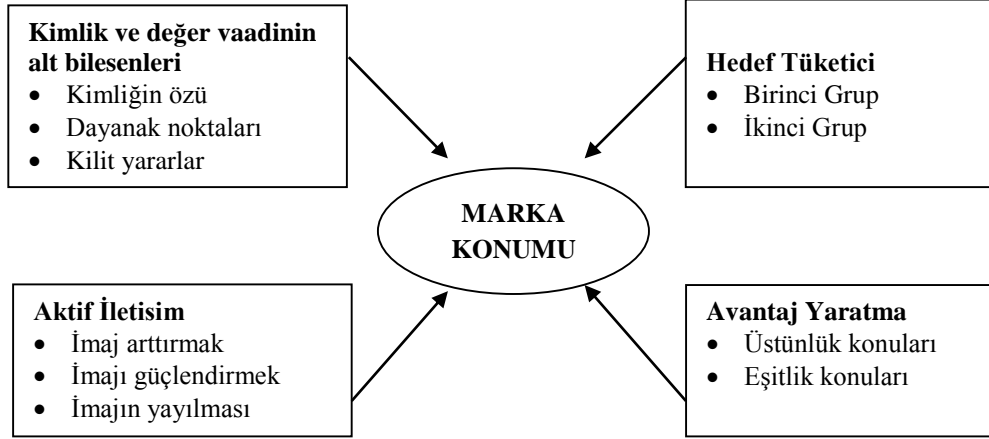 Kimlik ve değer vaadinin
alt bilesenleri
• Kimliğin özü
• Dayanak noktaları
• Kilit yararlar
Hedef Tüketici
• Birinci Grup
• İkinci Grup
MARKA
KONUMU
Aktif İletisim
• İmaj arttırmak
• İmajı güçlendirmek
• İmajın yayılması
Avantaj Yaratma
• Üstünlük konuları
• Eşitlik konuları